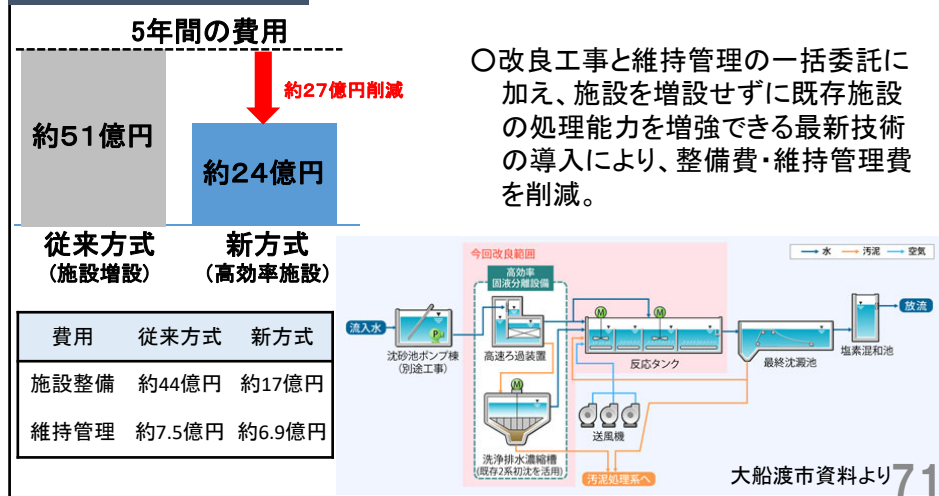 5年間の費用
約27億円削減
約51億円
約24億円
従来方式
(施設増設)
新方式
(高効率施設)
〇改良工事と維持管理の一括委託に
加え、施設を増設せずに既存施設
の処理能力を増強できる最新技術
の導入により、整備費・維持管理費
を削減。
費用 従来方式 新方式
施設整備 約44億円 約17億円
維持管理 約7.5億円 約6.9億円
今回改良範囲
水 汚泥 空気
高効率
固液分離設備
流入水
P
沈砂池ポンプ棟
(別途工事)
高速ろ過装置
M
M
反応タンク
最終沈澱池
塩素混和池
放流
M
洗浄排水濃縮槽
(既存2系初沈を活用)
送風機
汚泥処理系へ
大船渡市資料より
71